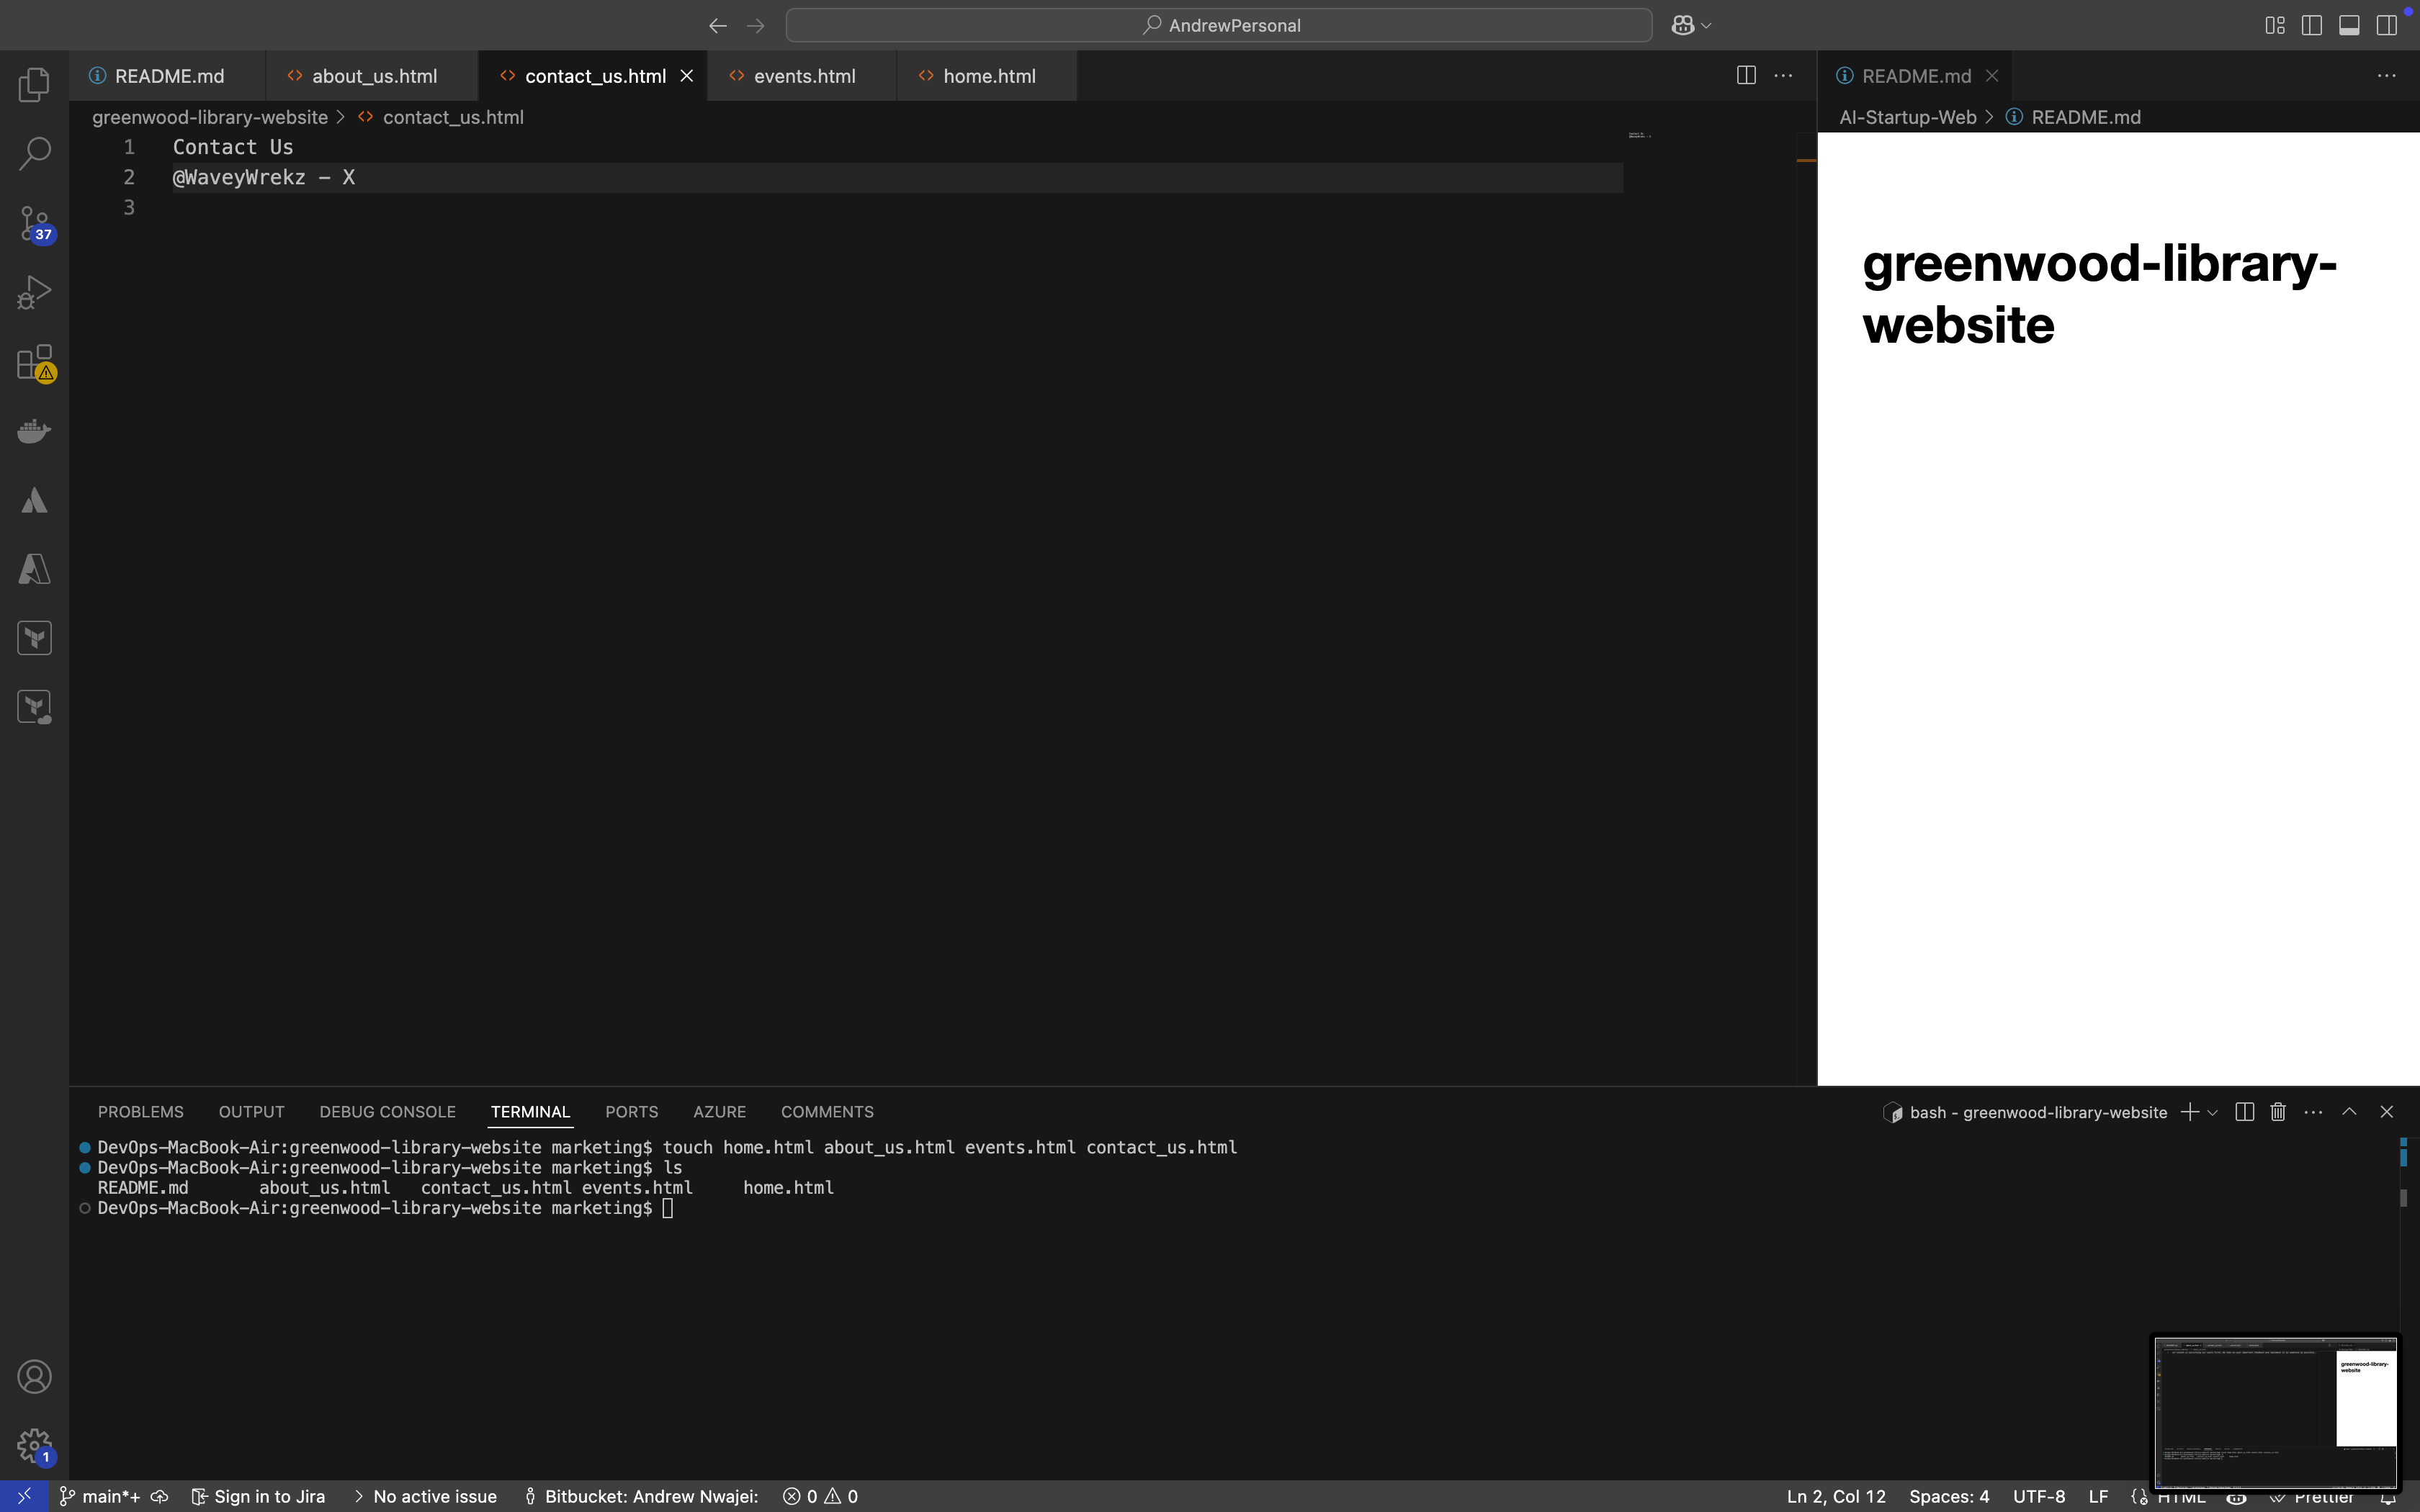 AndrewPersonal
README.md about_us.html contact_us.html events.html home.html
README.md
greenwood-library-website > contact_us.html
AI-Startup-Web > README.md
1 Contact Us
2 @WaveyWrekz - X
3
37
greenwood-library-
website
PROBLEMS OUTPUT DEBUG CONSOLE TERMINAL PORTS AZURE COMMENTS
bash - greenwood-library-website
DevOps-MacBook-Air:greenwood-library-website marketing$ touch home.html about_us.html events.html contact_us.html
DevOps-MacBook-Air:greenwood-library-website marketing$ ls
README.md about_us.html contact_us.html events.html home.html
DevOps-MacBook-Air:greenwood-library-website marketing$
greenwood-library-
website
1
main*+ Sign in to Jira No active issue Bitbucket: Andrew Nwajei: 0 0 Ln 2, Col 12 Spaces: 4 UTF-8 LF HTML Prettier